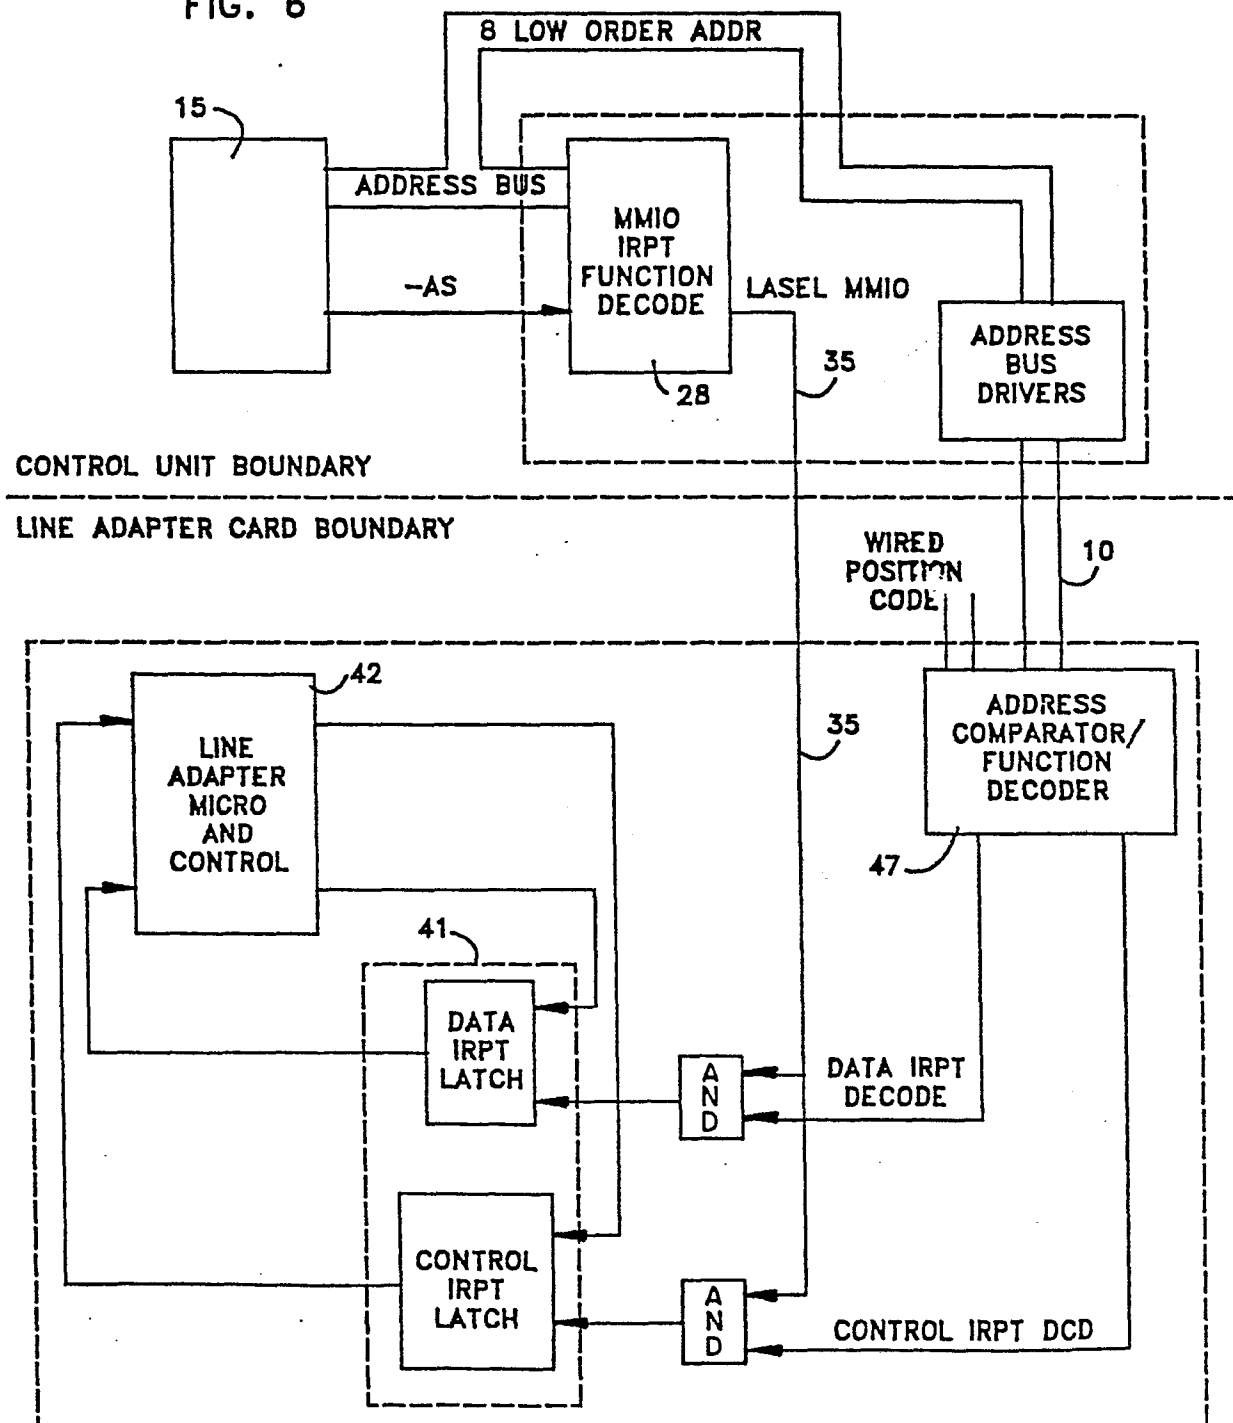 FIG. 6
8 LOW ORDER ADDR
15
ADDRESS BUS
MMIO
IRPT
FUNCTION
DECODE
-AS
LASEL MMIO
ADDRESS
BUS
DRIVERS
35
28
CONTROL UNIT BOUNDARY
LINE ADAPTER CARD BOUNDARY
WIRED
POSITION
CODE
10
42
LINE
ADAPTER
MICRO
AND
CONTROL
35
ADDRESS
COMPARATOR/
FUNCTION
DECODER
47
41
DATA
IRPT
LATCH
AND
DATA IRPT
DECODE
CONTROL
IRPT
LATCH
AND
CONTROL IRPT DCD